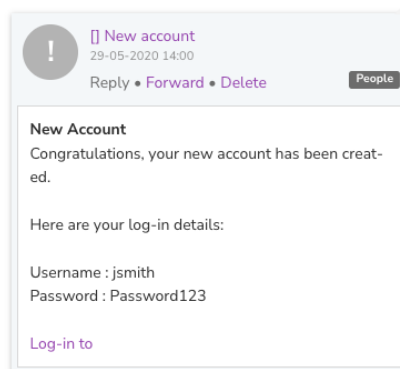 !
[] New account
29-05-2020 14:00
Reply • Forward • Delete
People
New Account
Congratulations, your new account has been creat-
ed.
Here are your log-in details:
Username : jsmith
Password : Password123
Log-in to